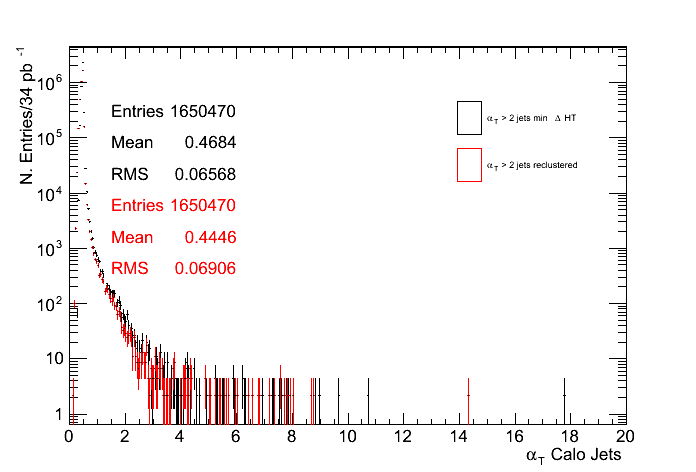 N. Entries/34 pb⁻¹
10⁶
10⁵
10⁴
10³
10²
10
1
Entries 1650470
Mean 0.4684
RMS 0.06568
Entries 1650470
Mean 0.4446
RMS 0.06906
α_T > 2 jets min Δ HT
α_T > 2 jets reclustered
0 2 4 6 8 10 12 14 16 18 20
α_T Calo Jets